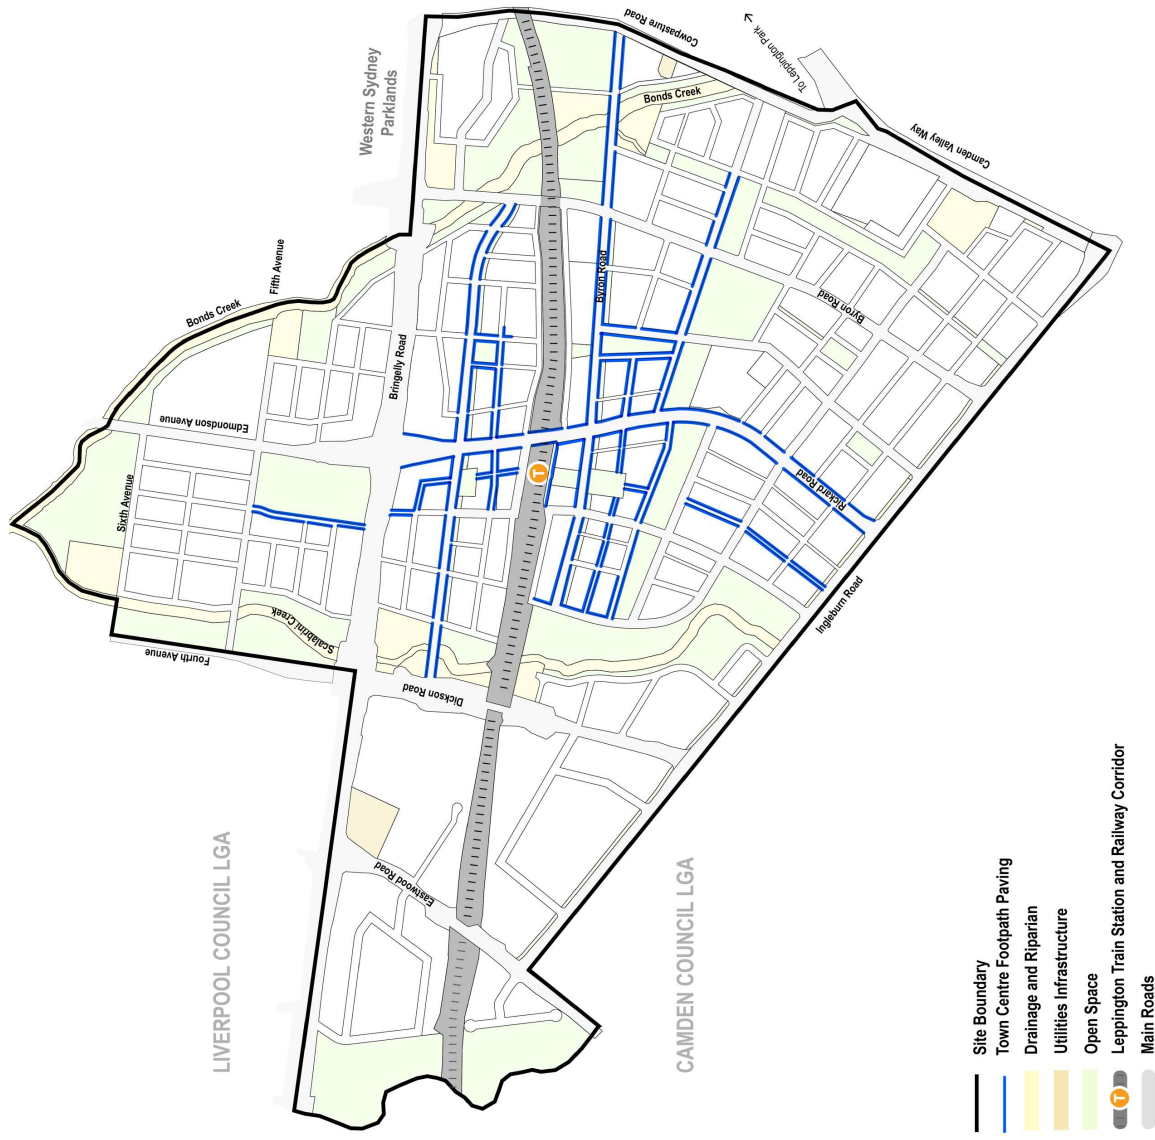 Western Sydney
Parklands
Cowpasture Road
To Leppington Park
Bonds Creek
Camden Valley Way
Fifth Avenue
Bonds Creek
Bringelly Road
Edmondson Avenue
Sixth Avenue
Byron Road
Byron Road
Rickard Road
Ingleburn Road
Scalabrini Creek
Fourth Avenue
Dickson Road
Eastwood Road
T
LIVERPOOL COUNCIL LGA
CAMDEN COUNCIL LGA
Site Boundary
Town Centre Footpath Paving
Drainage and Riparian
Utilities Infrastructure
Open Space
T
Leppington Train Station and Railway Corridor
Main Roads